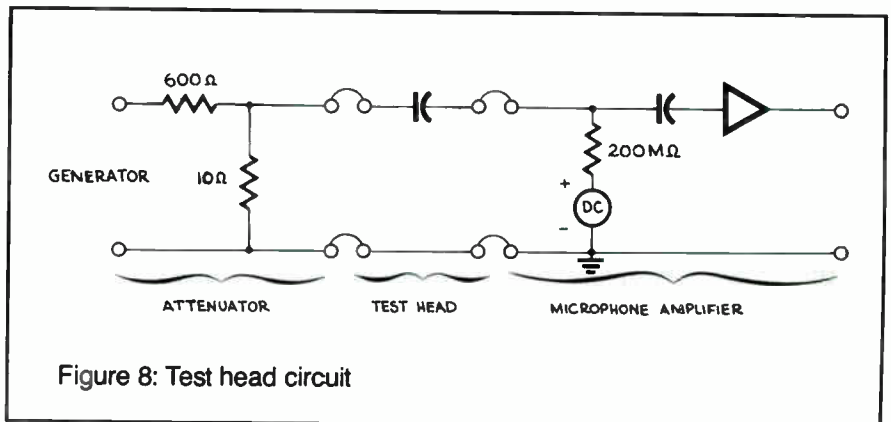 600Ω
GENERATOR
10Ω
200MΩ
+
DC
-
ATTENUATOR
TEST HEAD
MICROPHONE AMPLIFIER
Figure 8: Test head circuit